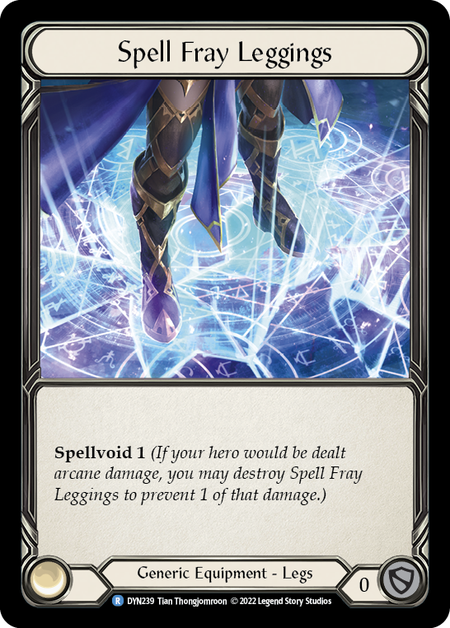 Spell Fray Leggings
Spellvoid 1 (If your hero would be dealt
arcane damage, you may destroy Spell Fray
Leggings to prevent 1 of that damage.)
Generic Equipment - Legs
0
R DYN239 Tian Thongjomroon © 2022 Legend Story Studios